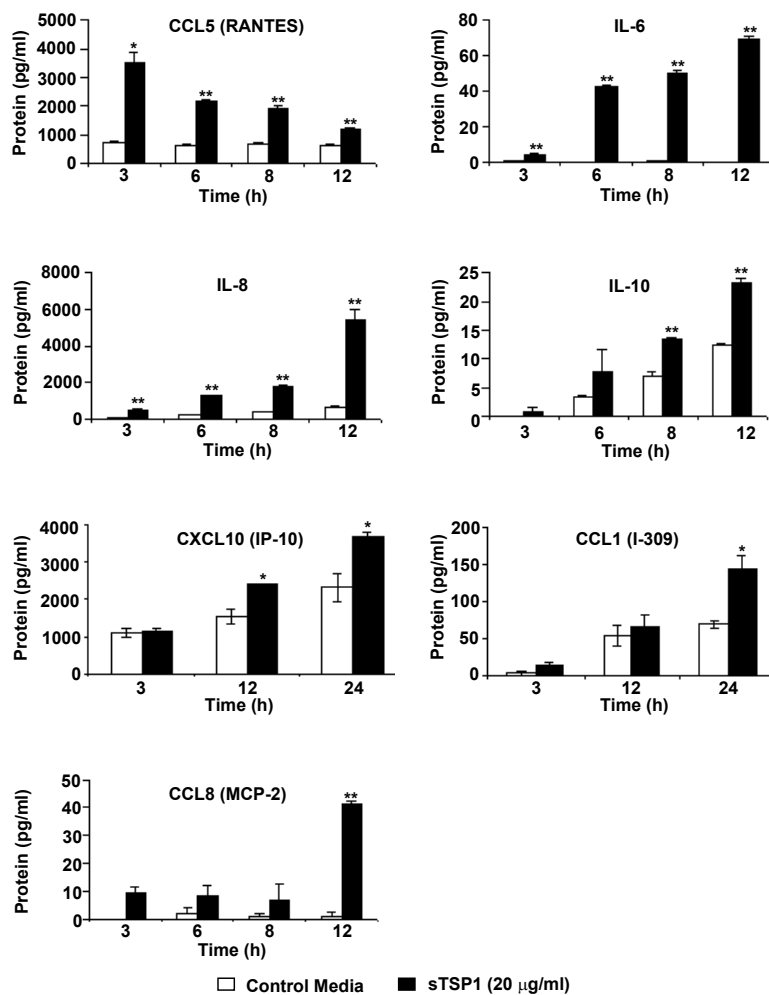 CCL5 (RANTES)
Protein (pg/ml)
5000
4000
3000
2000
1000
0
*
**
**
**
3 6 8 12
Time (h)
IL-6
Protein (pg/ml)
80
60
40
20
0
**
**
**
**
3 6 8 12
Time (h)
IL-8
Protein (pg/ml)
8000
6000
4000
2000
0
**
**
**
**
3 6 8 12
Time (h)
IL-10
Protein (pg/ml)
25
20
15
10
5
0
**
**
3 6 8 12
Time (h)
CXCL10 (IP-10)
Protein (pg/ml)
4000
3000
2000
1000
0
*
*
3 12 24
Time (h)
CCL1 (I-309)
Protein (pg/ml)
200
150
100
50
0
*
3 12 24
Time (h)
CCL8 (MCP-2)
Protein (pg/ml)
50
40
30
20
10
0
**
3 6 8 12
Time (h)
Control Media sTSP1 (20 μg/ml)